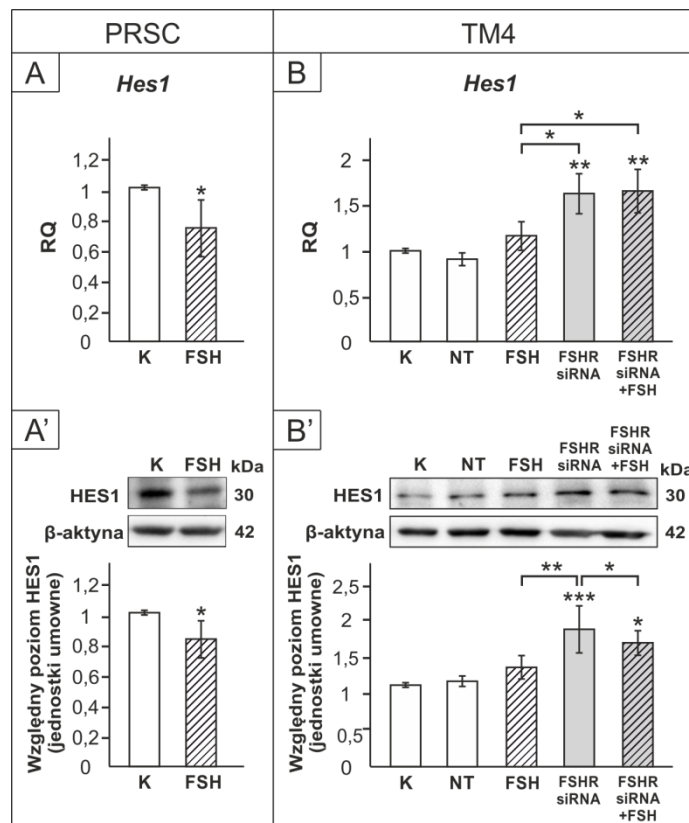 PRSC
TM4
A
Hes1
1,2
1
0,8
0,6
0,4
0,2
0
RQ
*
K
FSH
B
Hes1
2
1,5
1
0,5
0
RQ
*
*
**
**
K
NT
FSH
FSHR
siRNA
FSHR
siRNA
+FSH
A’
K
FSH
kDa
HES1
30
β-aktyna
42
Względny poziom HES1
(jednostki umowne)
1,2
1
0,8
0,6
0,4
0,2
0
*
K
FSH
B’
K
NT
FSH
FSHR
siRNA
FSHR
siRNA
+FSH
kDa
HES1
30
β-aktyna
42
Względny poziom HES1
(jednostki umowne)
2,5
2
1,5
1
0,5
0
**
*
***
*
K
NT
FSH
FSHR
siRNA
FSHR
siRNA
+FSH